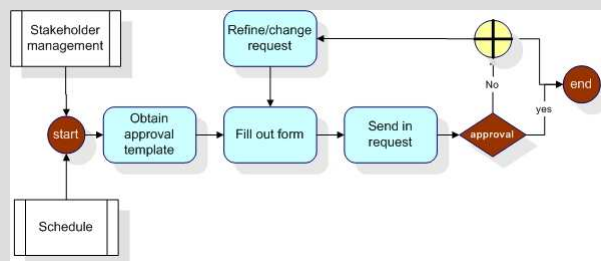 Stakeholder
management
Refine/change
request
No
end
yes
start
Obtain
approval
template
Fill out form
Send in
request
approval
Schedule